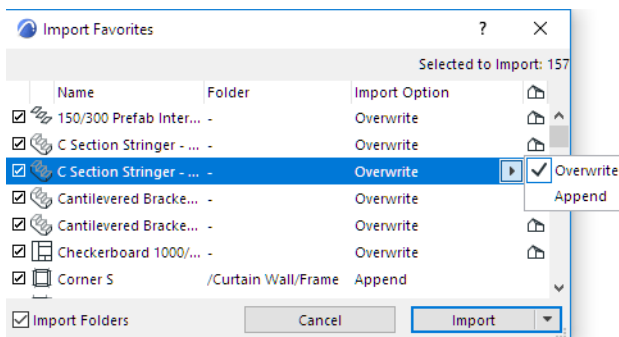 Import Favorites ?
Selected to Import: 157
Name Folder Import Option
150/300 Prefab Inter... - Overwrite
C Section Stringer - ... - Overwrite
C Section Stringer - ... - Overwrite
Overwrite
Append
Cantilevered Bracke... - Overwrite
Cantilevered Bracke... - Overwrite
Checkerboard 1000/... - Overwrite
Corner S /Curtain Wall/Frame Append
Import Folders Cancel Import